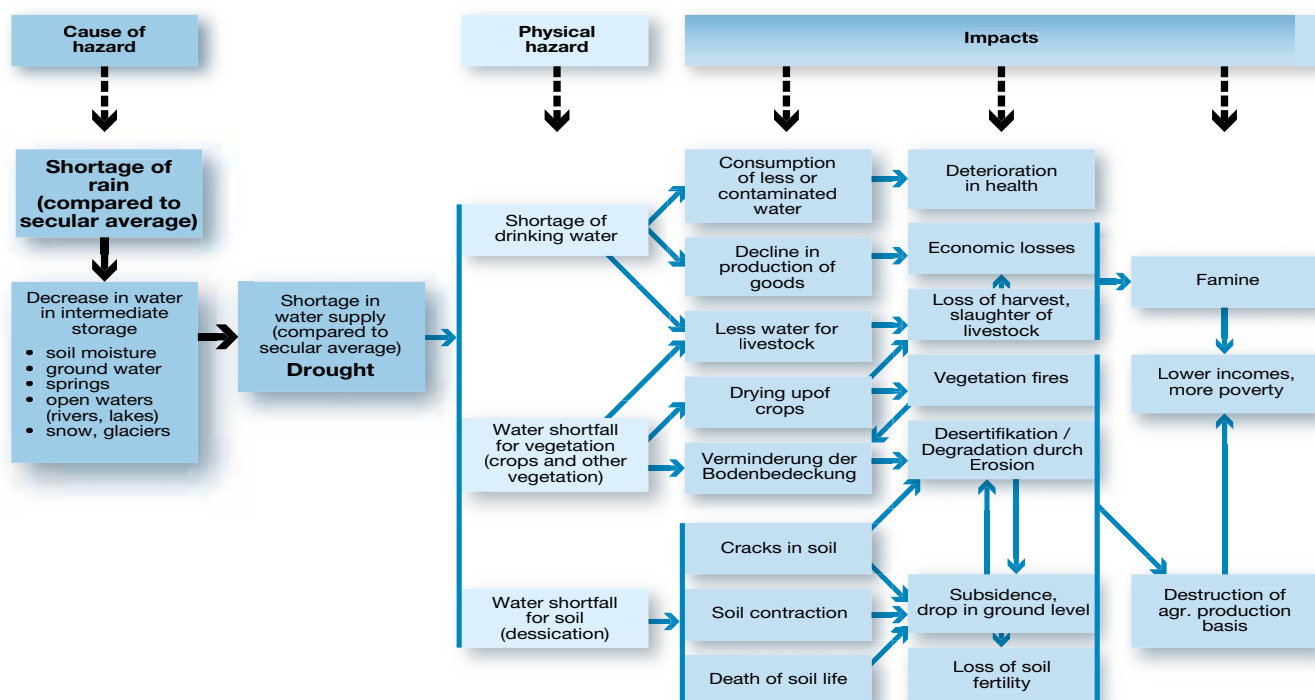 Cause of
hazard
Physical
hazard
Impacts
Shortage of
rain
(compared to
secular average)
Decrease in water
in intermediate
storage
• soil moisture
• ground water
• springs
• open waters
(rivers, lakes)
• snow, glaciers
Shortage in
water supply
(compared to
secular average)
Drought
Shortage of
drinking water
Water shortfall
for vegetation
(crops and other
vegetation)
Water shortfall
for soil
(dessication)
Consumption
of less or
contaminated
water
Decline in
production of
goods
Less water for
livestock
Drying upof
crops
Verminderung der
Bodenbedeckung
Cracks in soil
Soil contraction
Death of soil life
Deterioration
in health
Economic losses
Loss of harvest,
slaughter of
livestock
Vegetation fires
Desertifikation /
Degradation durch
Erosion
Subsidence,
drop in ground level
Loss of soil
fertility
Famine
Lower incomes,
more poverty
Destruction of
agr. production
basis